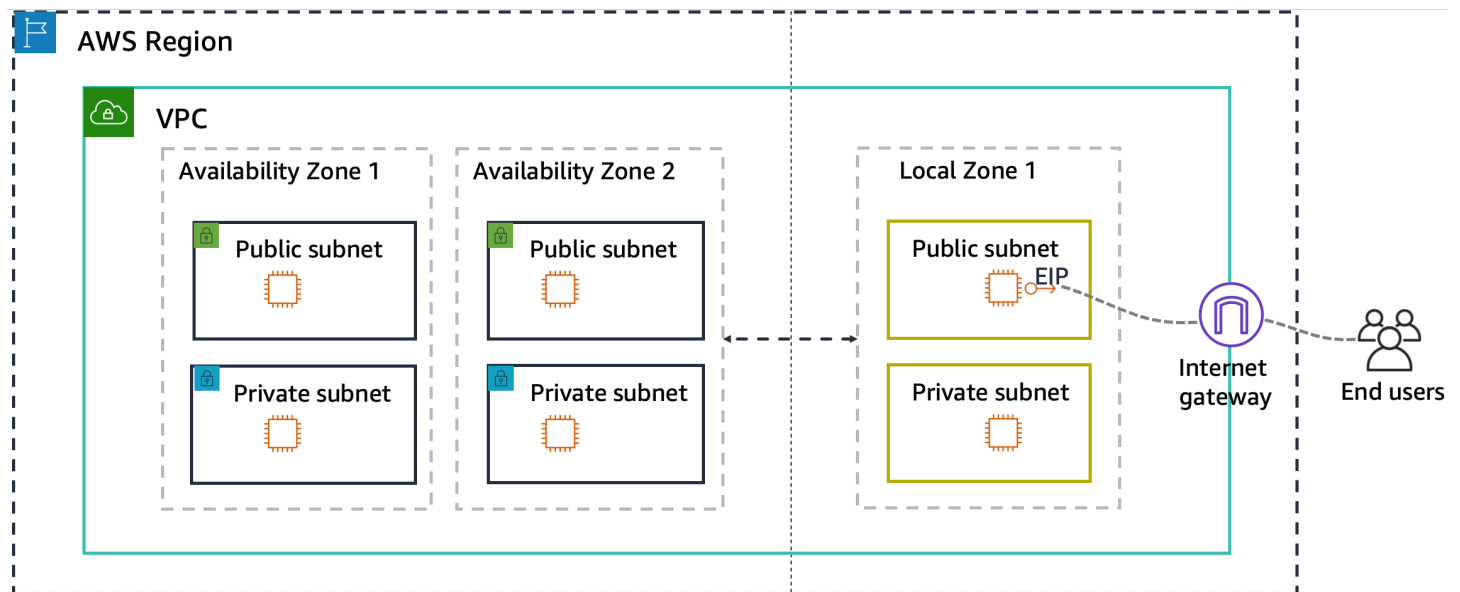 AWS Region
VPC
Availability Zone 1
Availability Zone 2
Local Zone 1
Public subnet
Public subnet
Public subnet
EIP
Private subnet
Private subnet
Private subnet
Internet
gateway
End users